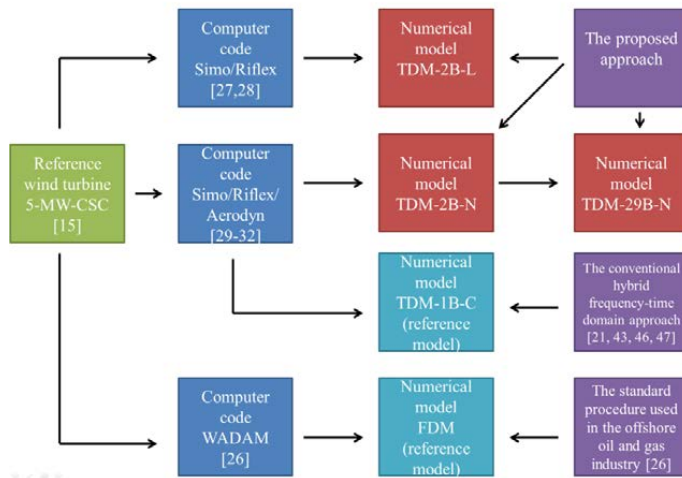 Computer
code
Simo/Riflex
[27,28]
Numerical
model
TDM-2B-L
The proposed
approach
Reference
wind turbine
5-MW-CSC
[15]
Computer
code
Simo/Riflex/
Aerodyn
[29-32]
Numerical
model
TDM-2B-N
Numerical
model
TDM-29B-N
Numerical
model
TDM-1B-C
(reference
model)
The conventional
hybrid
frequency-time
domain approach
[21, 43, 46, 47]
Computer
code
WADAM
[26]
Numerical
model
FDM
(reference
model)
The standard
procedure used
in the offshore
oil and gas
industry [26]